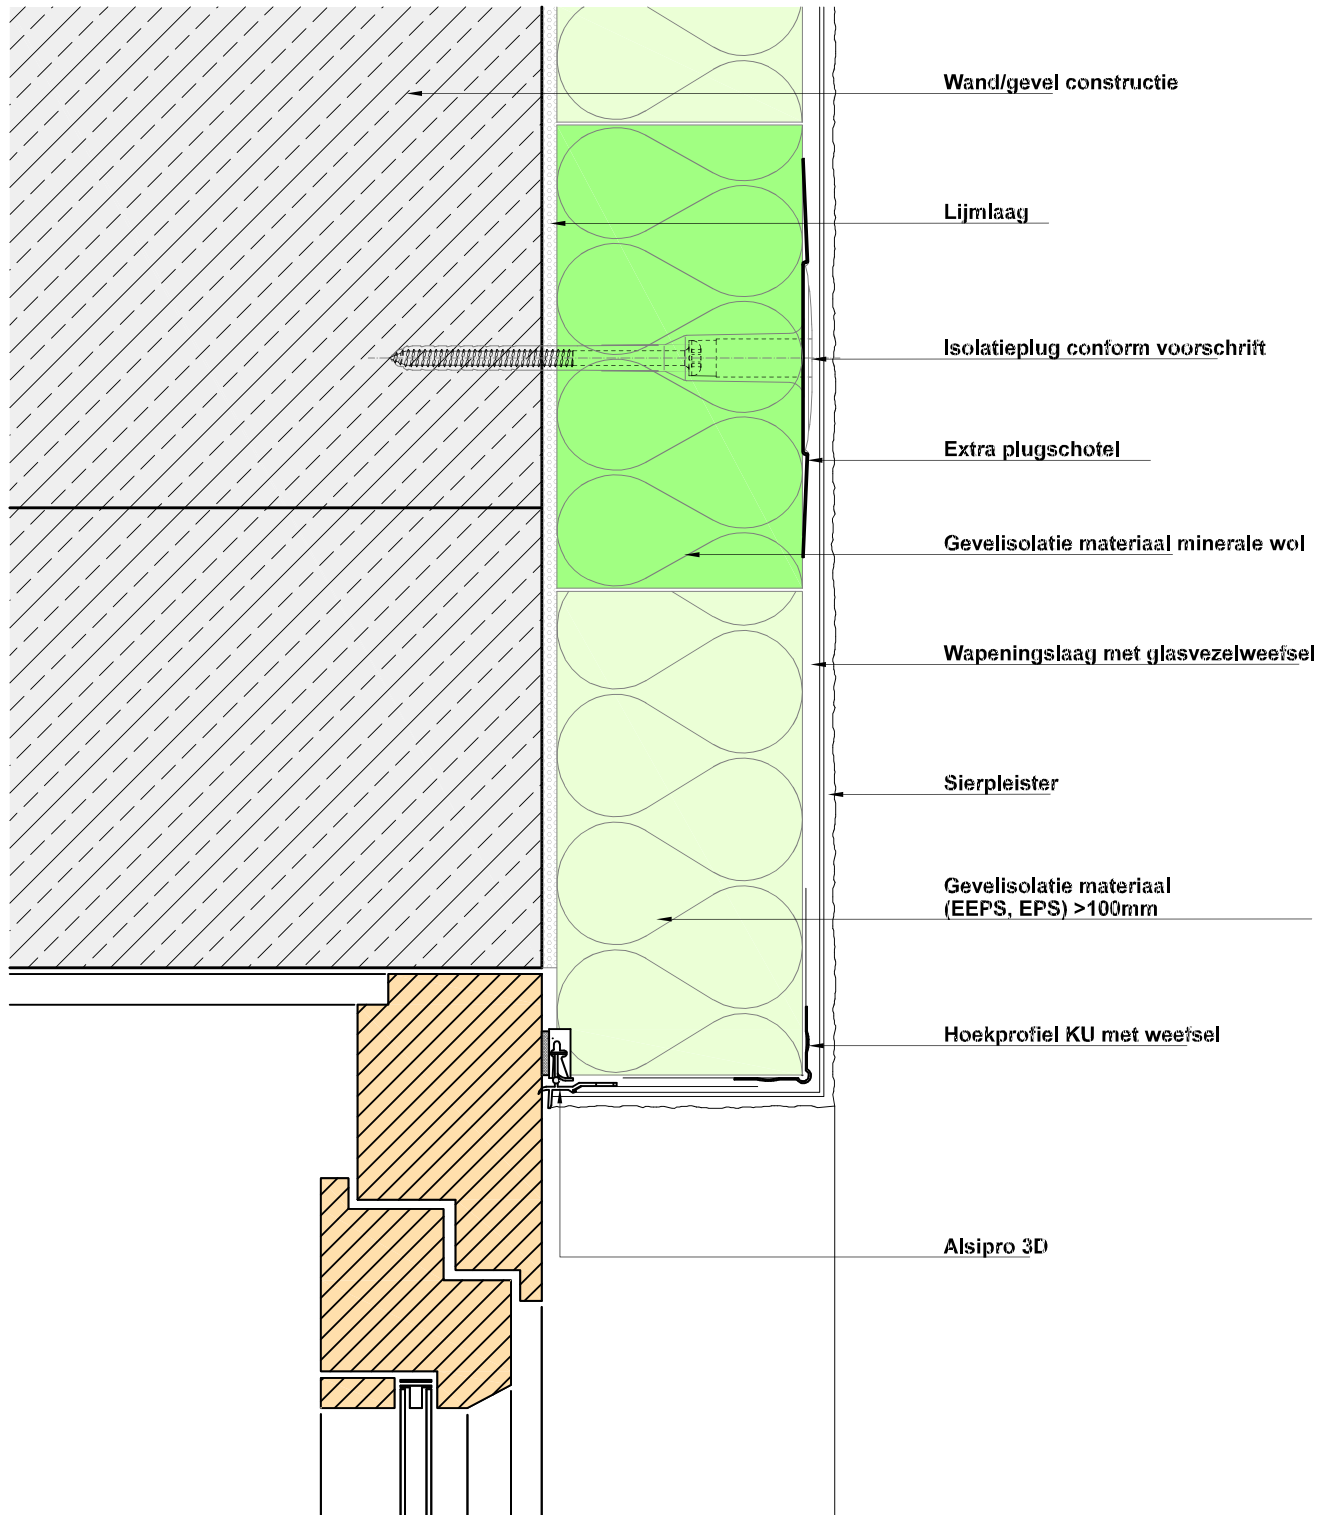 Wand/gevel constructie
Lijmlaag
Isolatieplug conform voorschrift
Extra plugschotel
Gevelisolatie materiaal minerale wol
Wapeningslaag met glasvezelweefsel
Sierpleister
Gevelisolatie materiaal
(EEPS, EPS) >100mm
Hoekprofiel KU met weefsel
Alsipro 3D